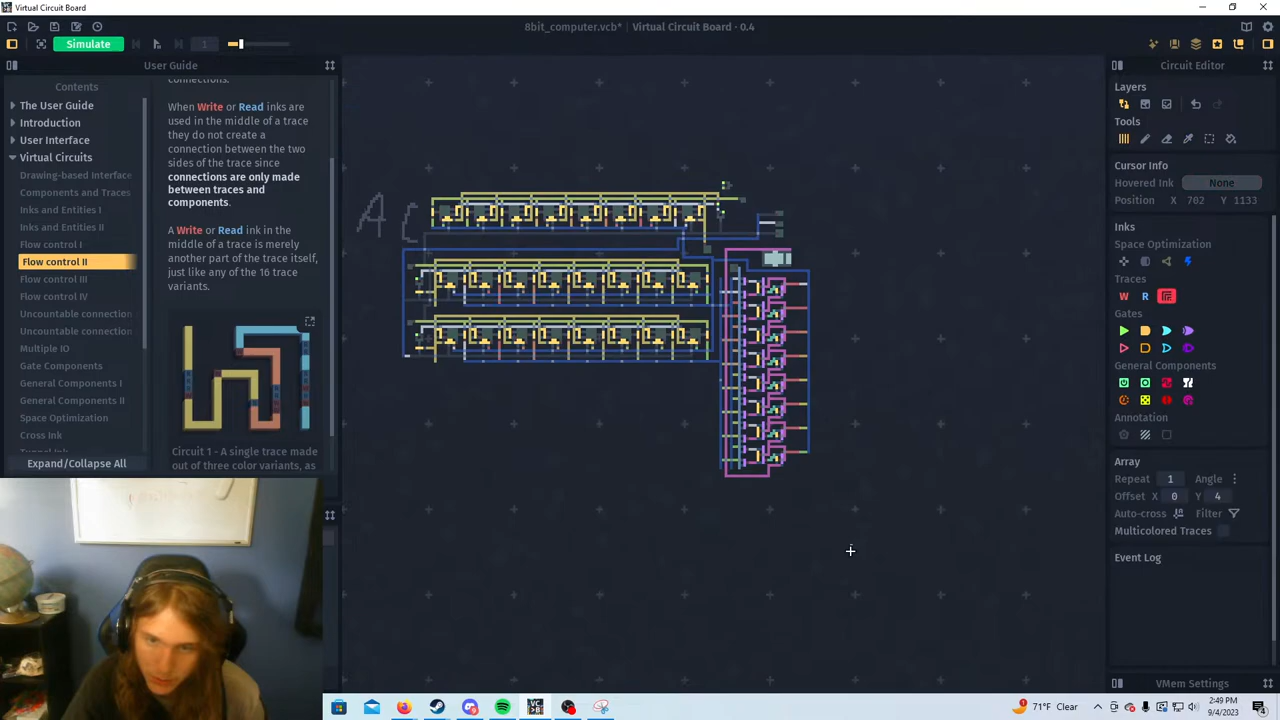 Virtual Circuit Board
8bit_computer.vcb* | Virtual Circuit Board - 0.4
Simulate
1
User Guide
Circuit Editor
Contents
The User Guide
Introduction
User Interface
Virtual Circuits
Drawing-based Interface
Components and Traces
Inks and Entities I
Inks and Entities II
Flow control I
Flow control II
Flow control III
Flow control IV
Uncountable connection
Uncountable connection
Multiple IO
Gate Components
General Components I
General Components II
Space Optimization
Cross Ink
Tunnel Ink
Expand/Collapse All
connections.
When Write or Read inks are
used in the middle of a trace
they do not create a
connection between the two
sides of the trace since
connections are only made
between traces and
components.
A Write or Read ink in the
middle of a trace is merely
another part of the trace itself,
just like any of the 16 trace
variants.
Circuit 1 - A single trace made
out of three color variants, as
A C
Layers
Tools
Cursor Info
Hovered Ink None
Position X 762 Y 1133
Inks
Space Optimization
Traces
W R
Gates
General Components
Annotation
Array
Repeat 1 Angle
Offset X 0 Y 4
Auto-cross Filter
Multicolored Traces
Event Log
VMem Settings
71°F Clear
2:49 PM
9/4/2023
4